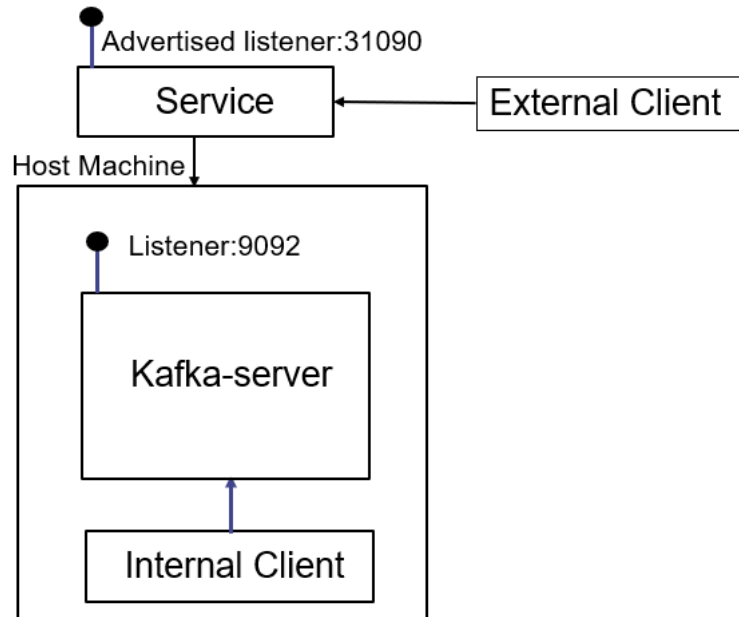 Advertised listener:31090
Service
External Client
Host Machine
Listener:9092
Kafka-server
Internal Client